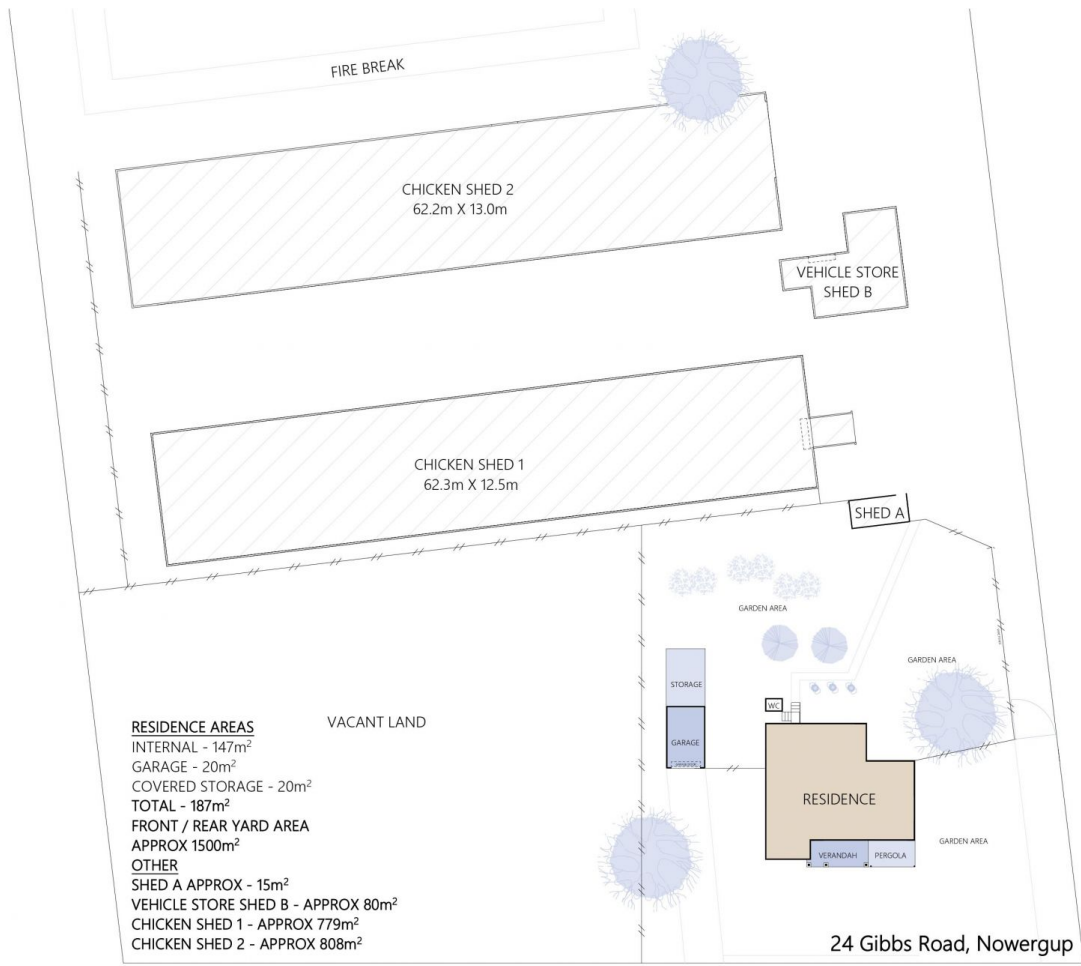 FIRE BREAK
CHICKEN SHED 2
62.2m X 13.0m
VEHICLE STORE
SHED B
CHICKEN SHED 1
62.3m X 12.5m
SHED A
GARDEN AREA
GARDEN AREA
STORAGE
WC
GARAGE
RESIDENCE
GARDEN AREA
VERANDAH
PERGOLA
VACANT LAND
RESIDENCE AREAS
INTERNAL - 147m²
GARAGE - 20m²
COVERED STORAGE - 20m²
TOTAL - 187m²
FRONT / REAR YARD AREA
APPROX 1500m²
OTHER
SHED A APPROX - 15m²
VEHICLE STORE SHED B - APPROX 80m²
CHICKEN SHED 1 - APPROX 779m²
CHICKEN SHED 2 - APPROX 808m²
24 Gibbs Road, Nowergup